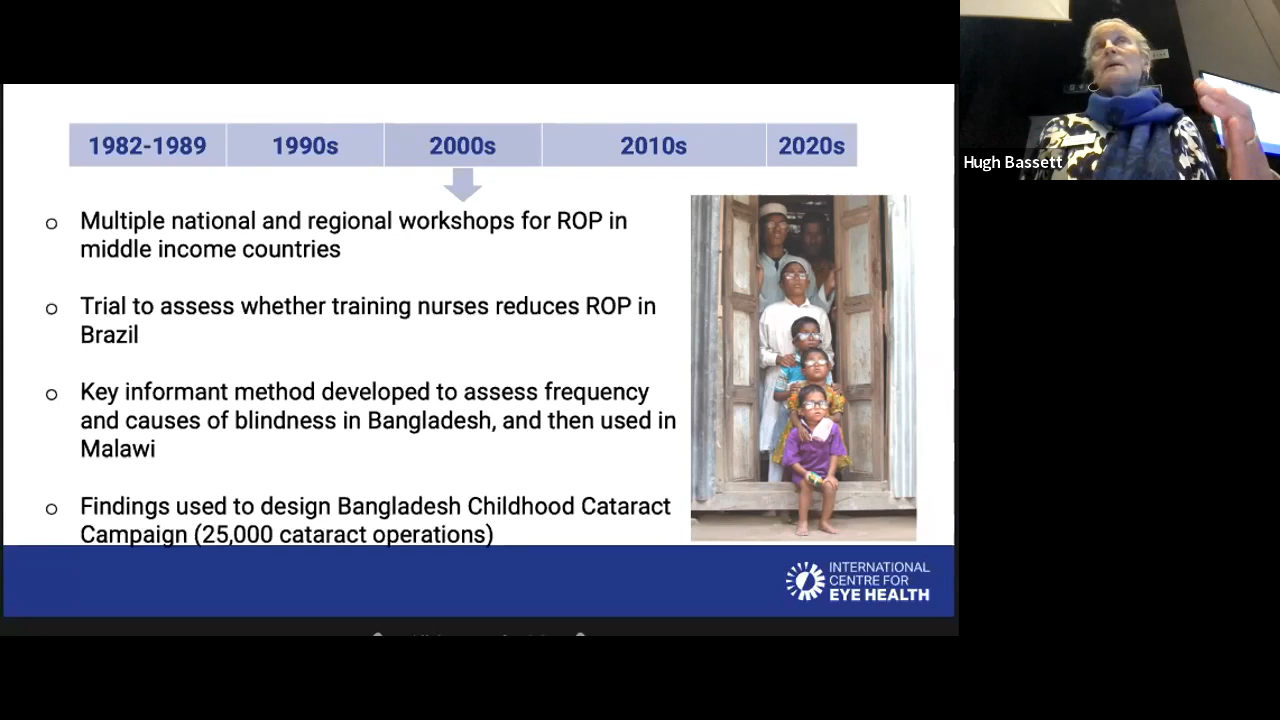 1982-1989 1990s 2000s 2010s 2020s
Multiple national and regional workshops for ROP in
middle income countries
Trial to assess whether training nurses reduces ROP in
Brazil
Key informant method developed to assess frequency
and causes of blindness in Bangladesh, and then used in
Malawi
Findings used to design Bangladesh Childhood Cataract
Campaign (25,000 cataract operations)
INTERNATIONAL
CENTRE FOR
EYE HEALTH
Hugh Bassett